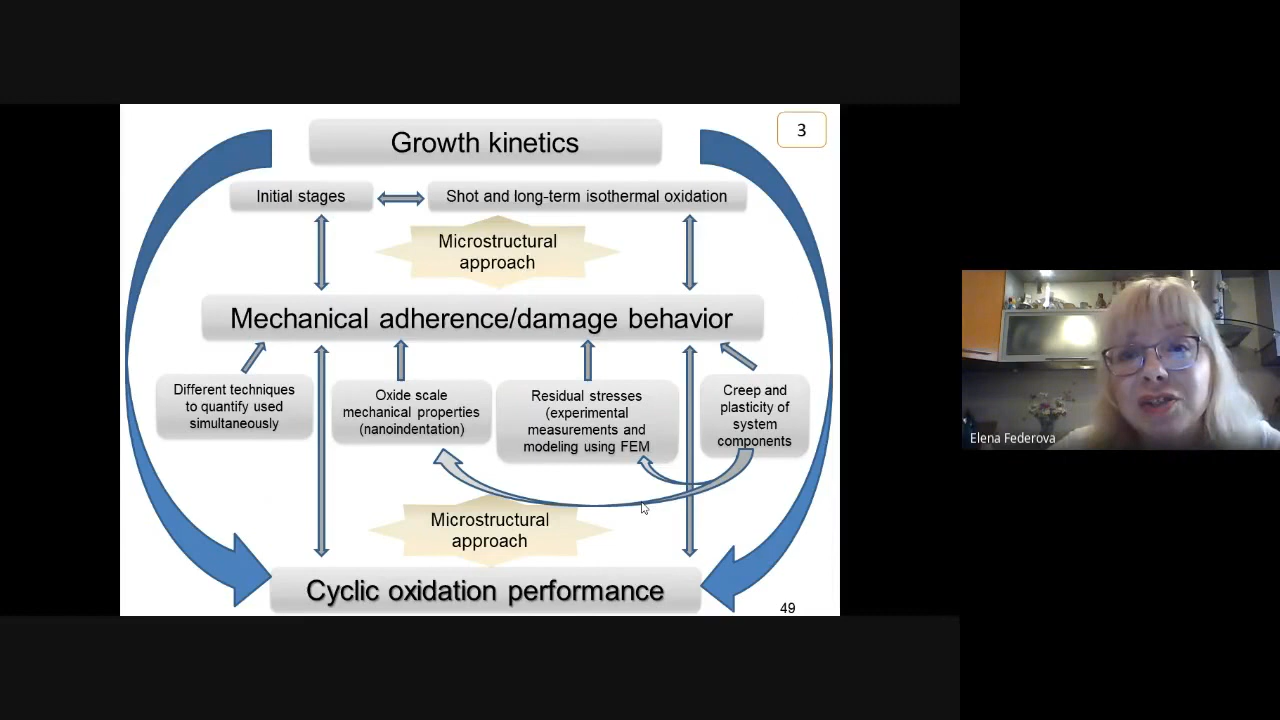 Growth kinetics
3
Initial stages
Shot and long-term isothermal oxidation
Microstructural
approach
Mechanical adherence/damage behavior
Different techniques
to quantify used
simultaneously
Oxide scale
mechanical properties
(nanoindentation)
Residual stresses
(experimental
measurements and
modeling using FEM
Creep and
plasticity of
system
components
Microstructural
approach
Cyclic oxidation performance
49
Elena Federova